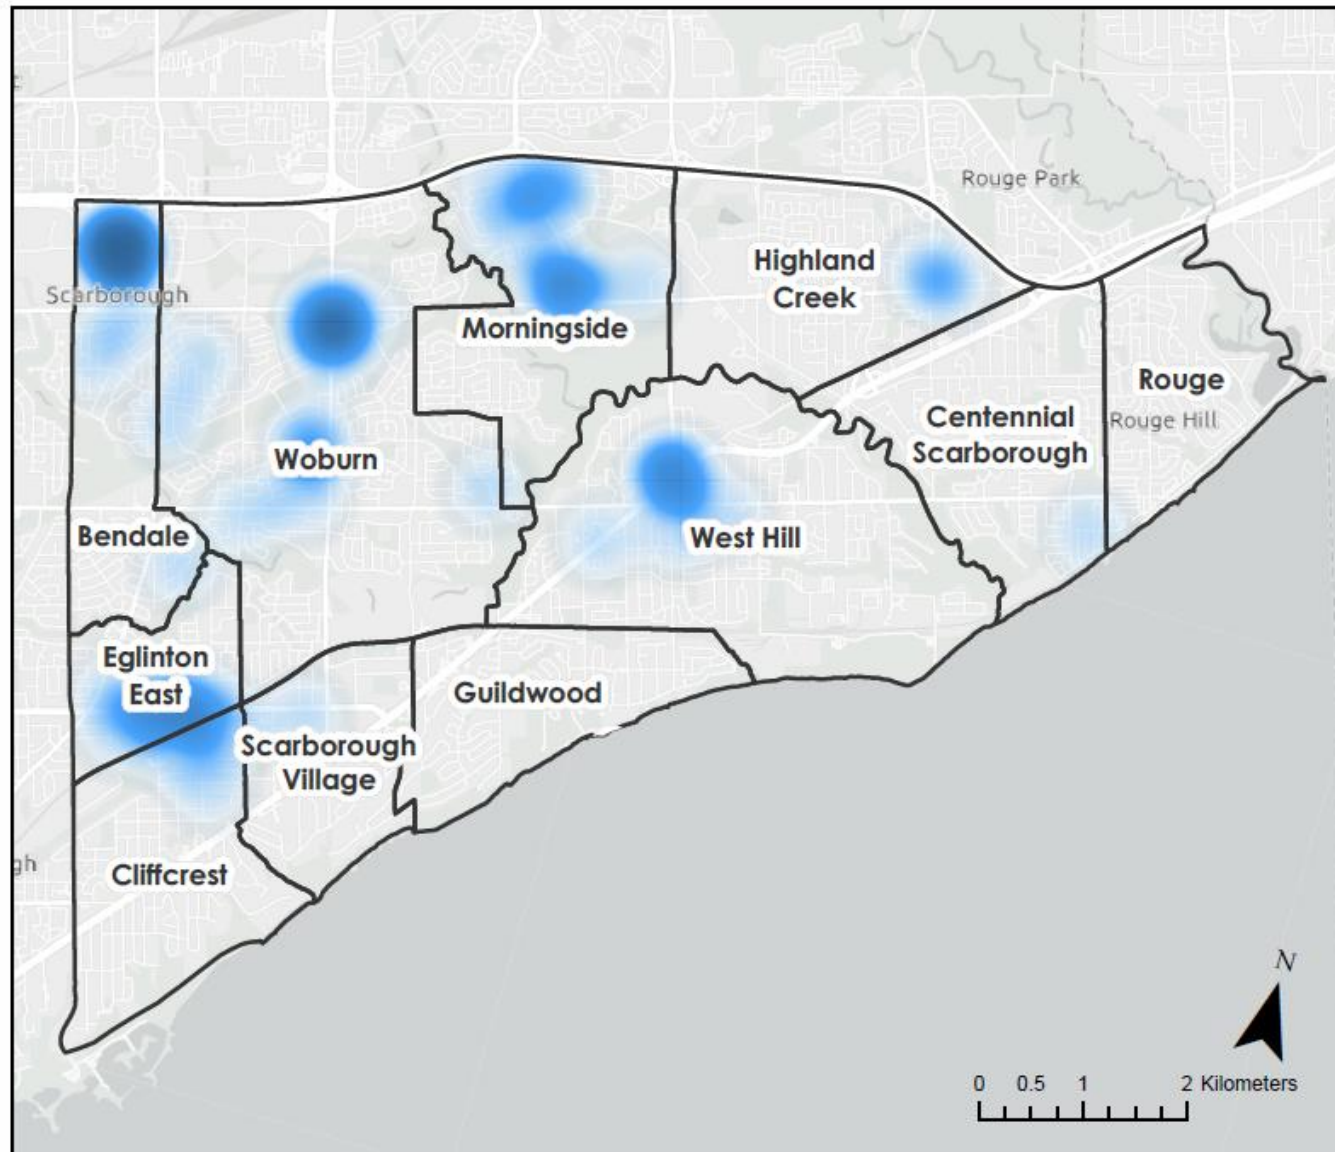 Rouge Park
Highland
Creek
Scarborough
Morningside
Rouge
Rouge Hill
Centennial
Scarborough
Woburn
Bendale
West Hill
Eglinton
East
Guildwood
Scarborough
Village
gh
Cliffcrest
N
0 0.5 1 2 Kilometers